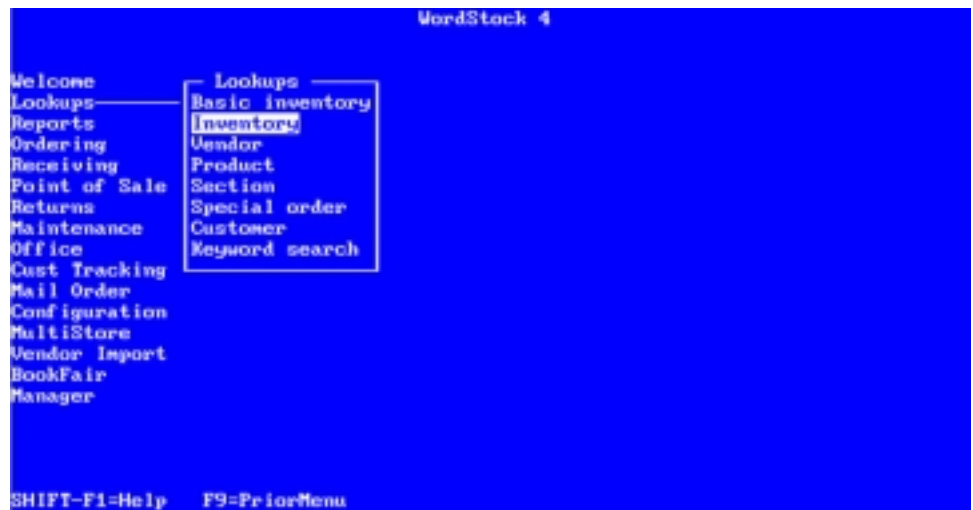 WordStock 4
Welcome
Lookups
Reports
Ordering
Receiving
Point of Sale
Returns
Maintenance
Office
Cust Tracking
Mail Order
Configuration
MultiStore
Vendor Import
BookFair
Manager
Lookups
Basic inventory
Inventory
Vendor
Product
Section
Special order
Customer
Keyword search
SHIFT-F1=Help F9=PriorMenu